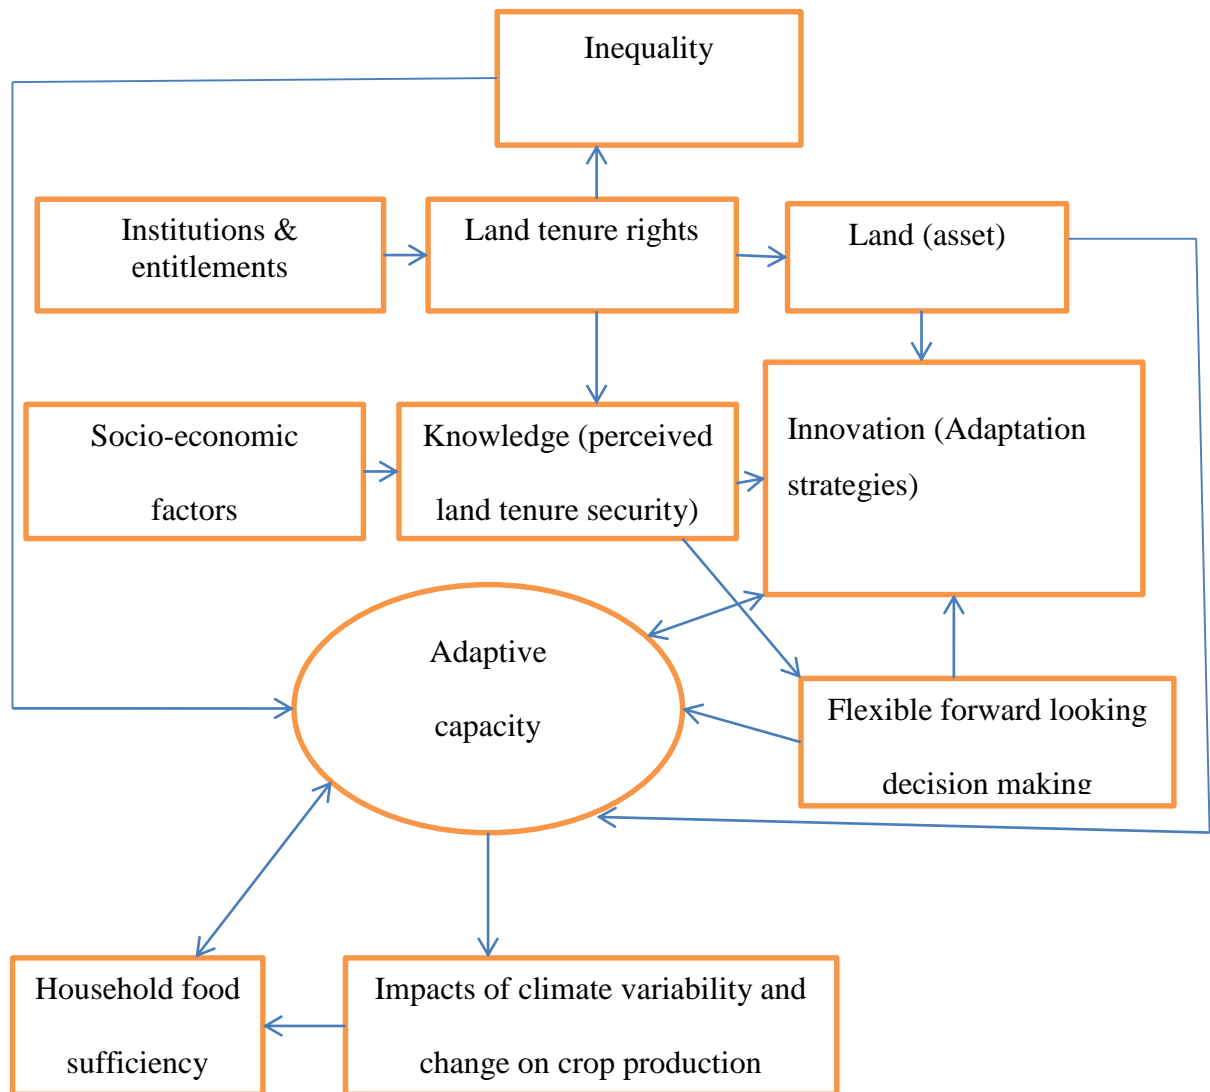 Inequality
Institutions &
entitlements
Land tenure rights
Land (asset)
Socio-economic
factors
Knowledge (perceived
land tenure security)
Innovation (Adaptation
strategies)
Adaptive
capacity
Flexible forward looking
decision making
Household food
sufficiency
Impacts of climate variability and
change on crop production